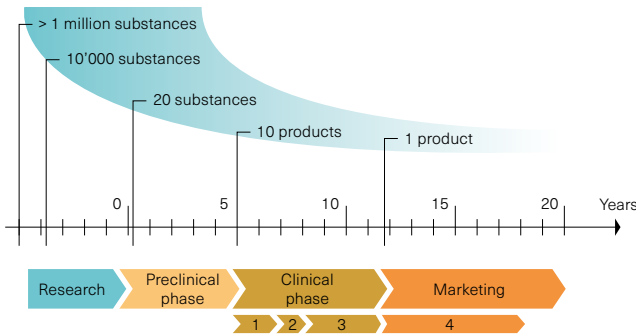 > 1 million substances
10’000 substances
20 substances
10 products
1 product
0 5 10 15 20 Years
Research
Preclinical
phase
Clinical
phase
Marketing
1 2 3 4